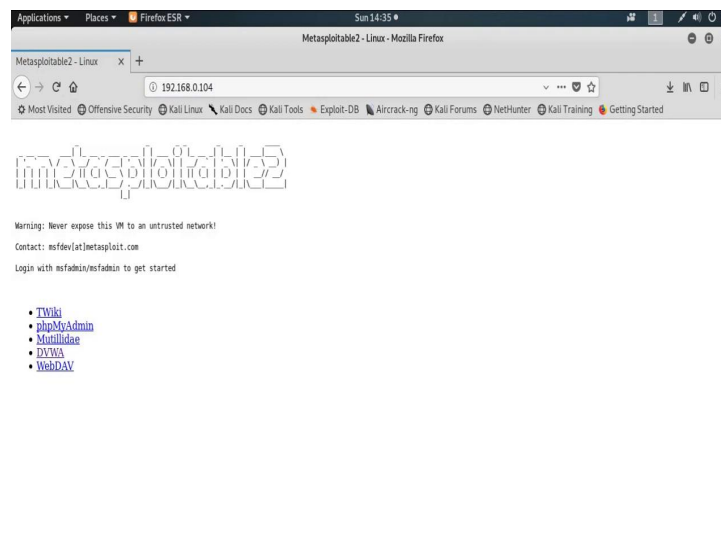 Applications Places Firefox ESR Sun 14:35 1
Metasploitable2 - Linux - Mozilla Firefox
Metasploitable2 - Linux x +
192.168.0.104
Most Visited Offensive Security Kali Linux Kali Docs Kali Tools Exploit-DB Aircrack-ng Kali Forums NetHunter Kali Training Getting Started
metasploitable2
Warning: Never expose this VM to an untrusted network!
Contact: msfdev[at]metasploit.com
Login with msfadmin/msfadmin to get started
TWiki
phpMyAdmin
Mutillidae
DVWA
WebDAV